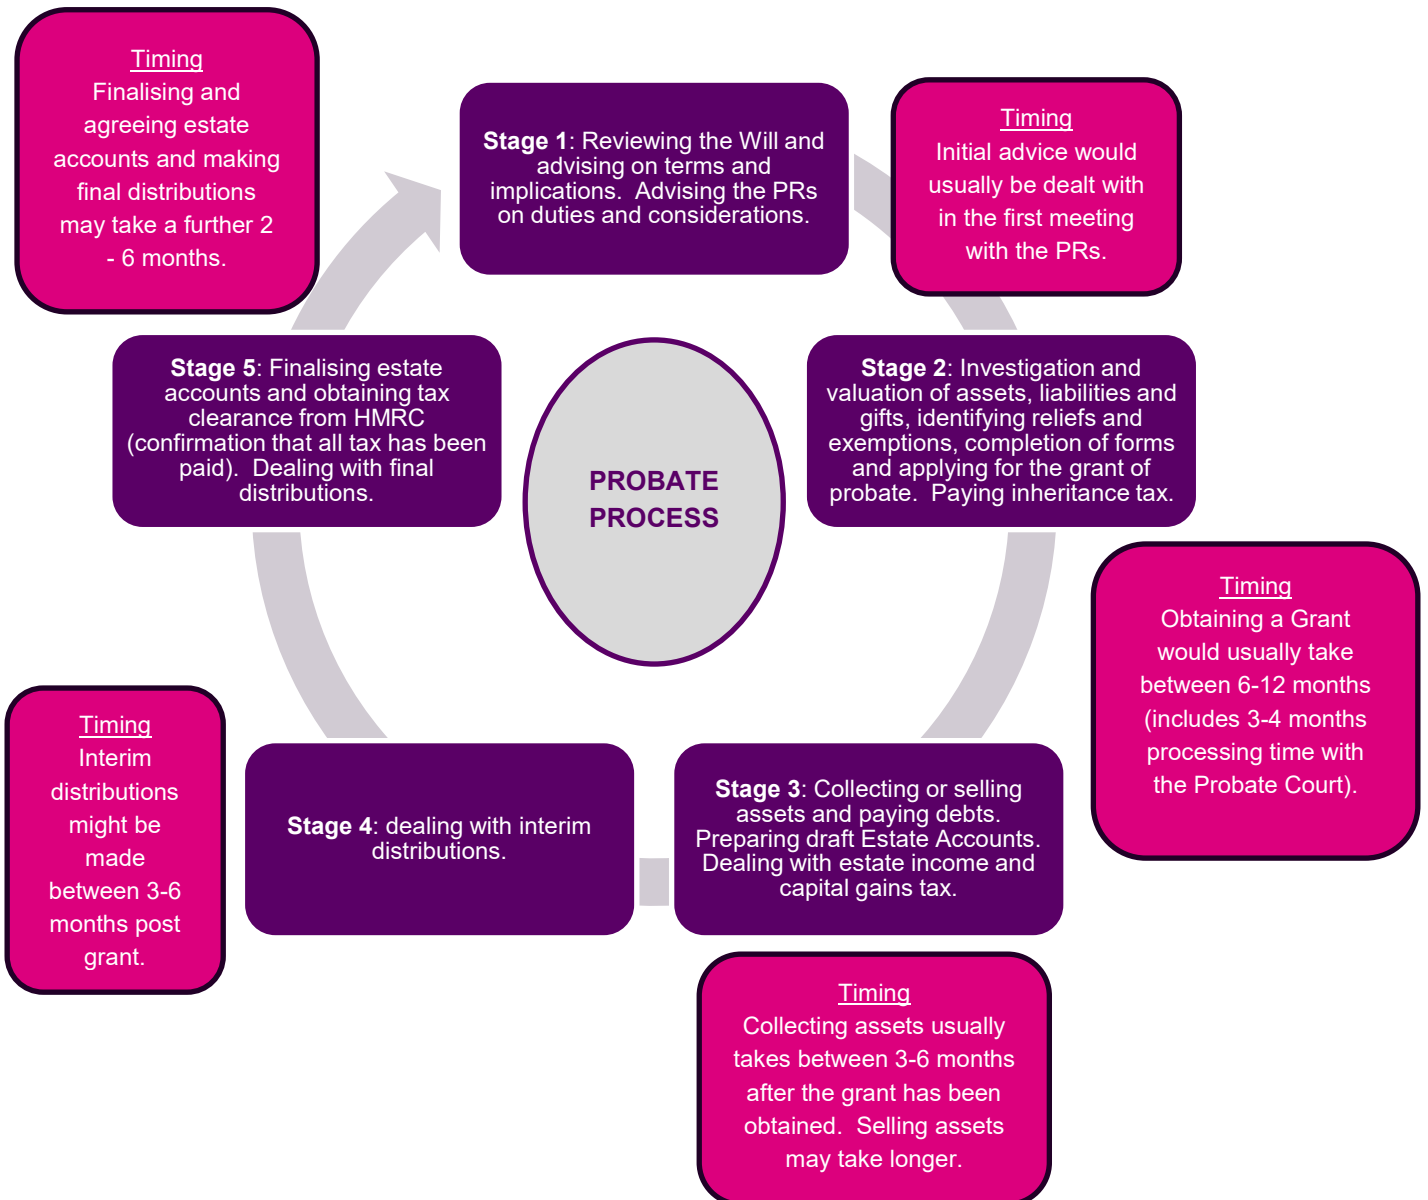 Timing
Finalising and
agreeing estate
accounts and making
final distributions
may take a further 2
- 6 months.
Stage 1: Reviewing the Will and
advising on terms and
implications.  Advising the PRs
on duties and considerations.
Timing
Initial advice would
usually be dealt with
in the first meeting
with the PRs.
Stage 5: Finalising estate
accounts and obtaining tax
clearance from HMRC
(confirmation that all tax has been
paid).  Dealing with final
distributions.
PROBATE
PROCESS
Stage 2: Investigation and
valuation of assets, liabilities and
gifts, identifying reliefs and
exemptions, completion of forms
and applying for the grant of
probate.  Paying inheritance tax.
Timing
Obtaining a Grant
would usually take
between 6-12 months
(includes 3-4 months
processing time with
the Probate Court).
Timing
Interim
distributions
might be
made
between 3-6
months post
grant.
Stage 4: dealing with interim
distributions.
Stage 3: Collecting or selling
assets and paying debts.
Preparing draft Estate Accounts.
Dealing with estate income and
capital gains tax.
Timing
Collecting assets usually
takes between 3-6 months
after the grant has been
obtained.  Selling assets
may take longer.